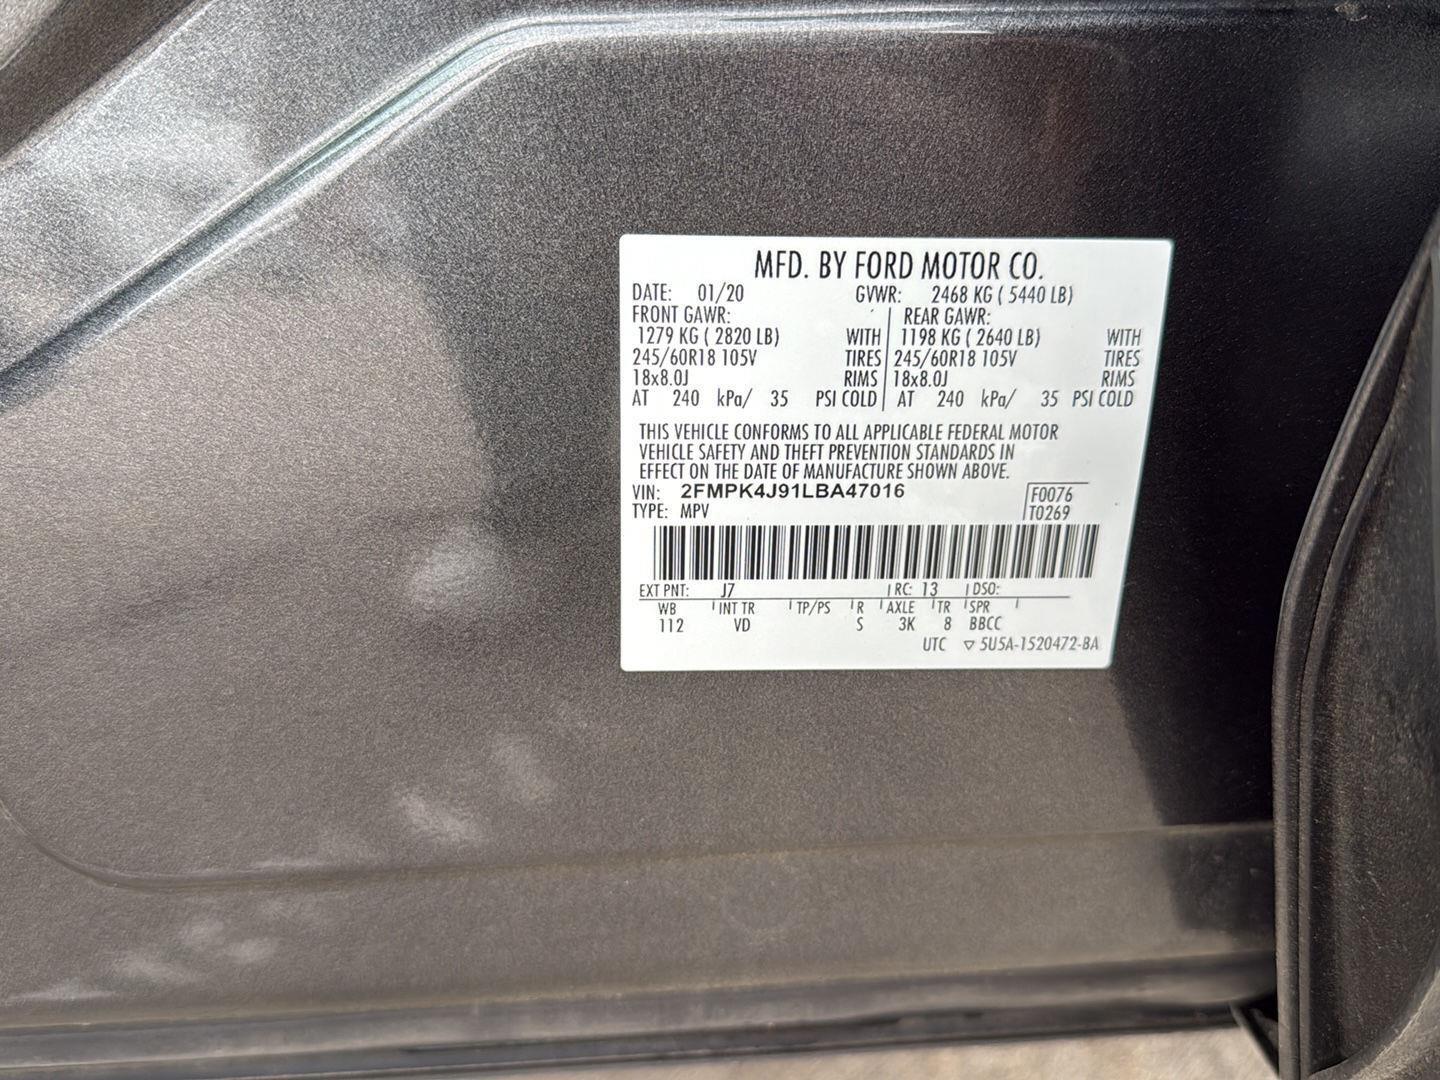 MFD. BY FORD MOTOR CO.
DATE: 01/20 GVWR: 2468 KG ( 5440 LB)
FRONT GAWR: REAR GAWR:
1279 KG ( 2820 LB) WITH 1198 KG ( 2640 LB) WITH
245/60R18 105V TIRES 245/60R18 105V TIRES
18x8.0J RIMS 18x8.0J RIMS
AT 240 kPa/ 35 PSI COLD AT 240 kPa/ 35 PSI COLD
THIS VEHICLE CONFORMS TO ALL APPLICABLE FEDERAL MOTOR
VEHICLE SAFETY AND THEFT PREVENTION STANDARDS IN
EFFECT ON THE DATE OF MANUFACTURE SHOWN ABOVE.
VIN: 2FMPK4J91LBA47016 F0076
TYPE: MPV T0269
EXT PNT: J7 RC: 13 DSO:
WB INT TR TP/PS R AXLE TR SPR
112 VD S 3K 8 BBCC
UTC ▽ 5U5A-1520472-BA